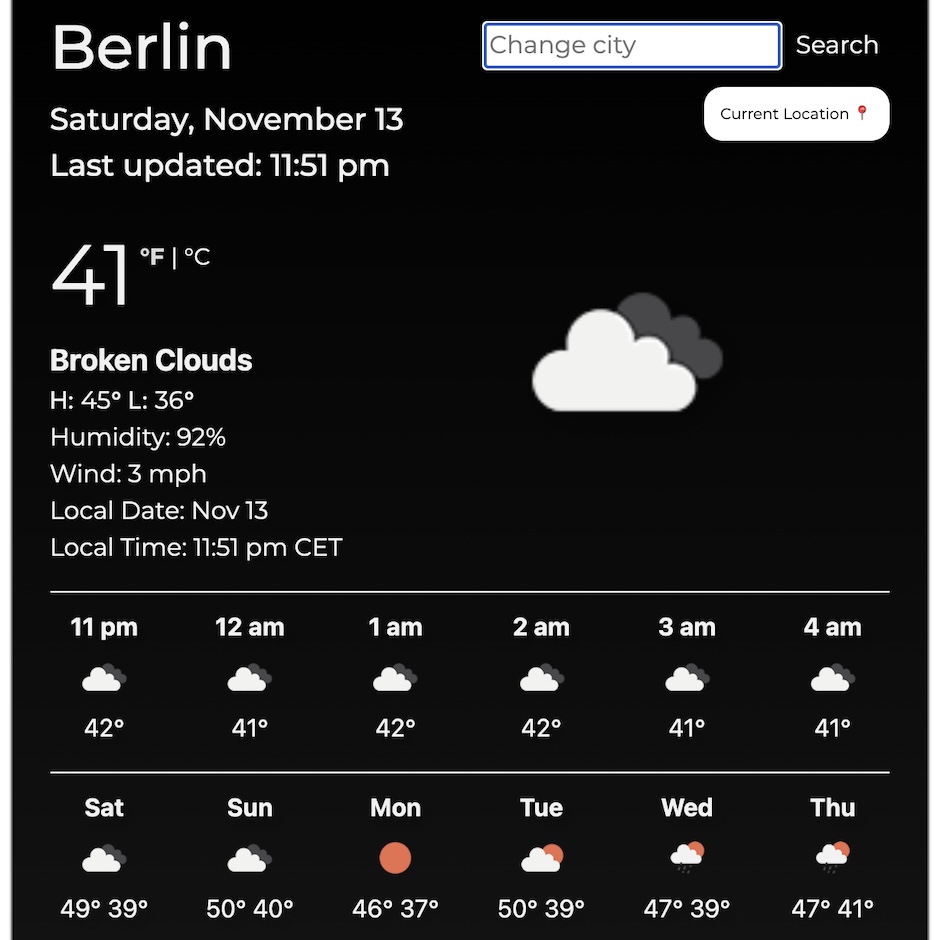 Berlin
Change city
Search
Current Location
Saturday, November 13
Last updated: 11:51 pm
41 °F | °C
Broken Clouds
H: 45° L: 36°
Humidity: 92%
Wind: 3 mph
Local Date: Nov 13
Local Time: 11:51 pm CET
11 pm 12 am 1 am 2 am 3 am 4 am
42° 41° 42° 42° 41° 41°
Sat Sun Mon Tue Wed Thu
49° 39° 50° 40° 46° 37° 50° 39° 47° 39° 47° 41°